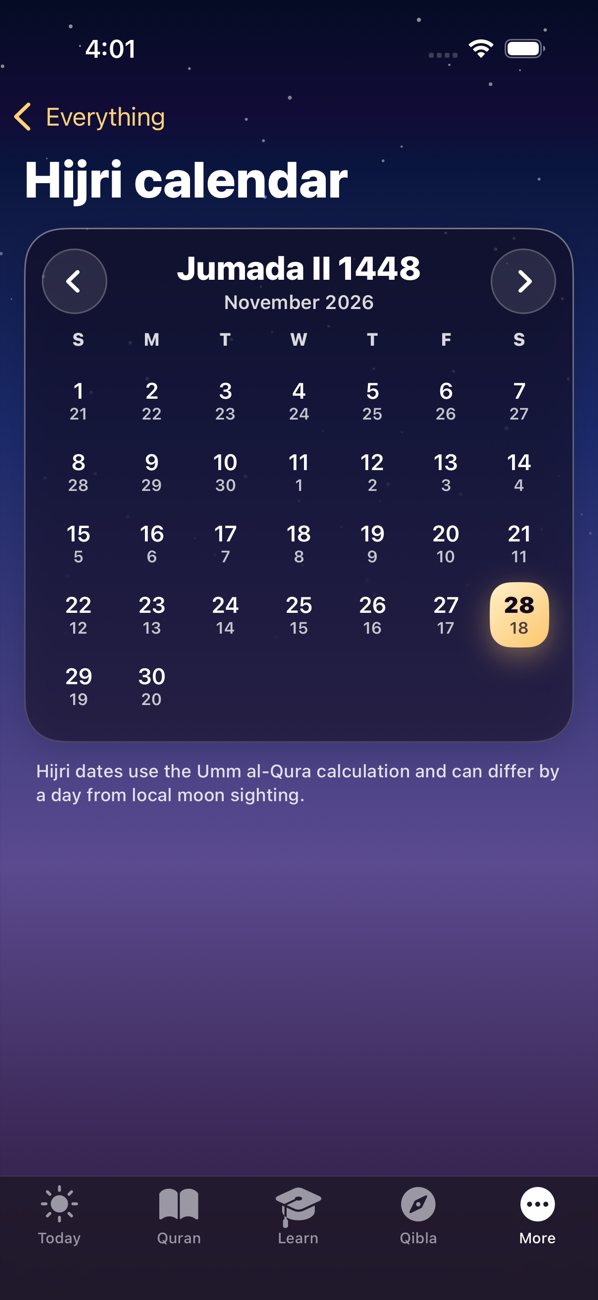 4:01
Everything
Hijri calendar
Jumada II 1448
November 2026
S M T W T F S
1 2 3 4 5 6 7
21 22 23 24 25 26 27
8 9 10 11 12 13 14
28 29 30 1 2 3 4
15 16 17 18 19 20 21
5 6 7 8 9 10 11
22 23 24 25 26 27 28
12 13 14 15 16 17 18
29 30
19 20
Hijri dates use the Umm al-Qura calculation and can differ by
a day from local moon sighting.
Today Quran Learn Qibla More